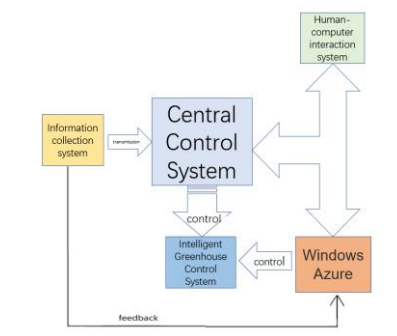 Human-
computer
interaction
system
Central
Control
System
Information
collection
system
transmission
control
Intelligent
Greenhouse
Control
System
control
Windows
Azure
feedback